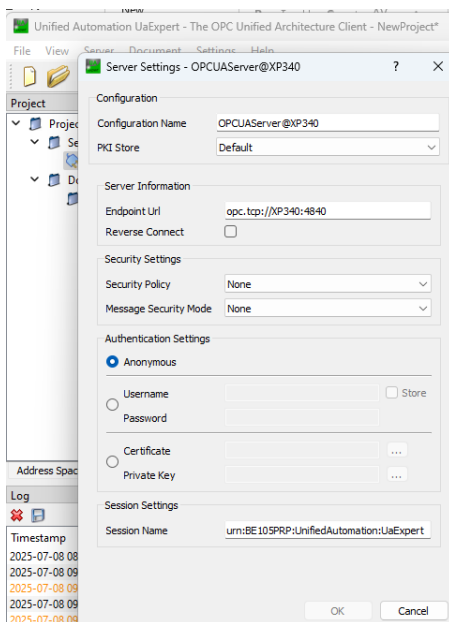 Unified Automation UaExpert - The OPC Unified Architecture Client - NewProject*
File View Server Document Settings Help
Server Settings - OPCUAServer@XP340 ?
Project
Configuration
Configuration Name OPCUAServer@XP340
PKI Store Default
Server Information
Endpoint Url opc.tcp://XP340:4840
Reverse Connect
Security Settings
Security Policy None
Message Security Mode None
Authentication Settings
Anonymous
Username Store
Password
Certificate ...
Private Key ...
Address Spac
Session Settings
Log
Session Name urn:BE105PRP:UnifiedAutomation:UaExpert
Timestamp
2025-07-08 08
2025-07-08 09
2025-07-08 09
2025-07-08 09
2025-07-08 09
OK Cancel